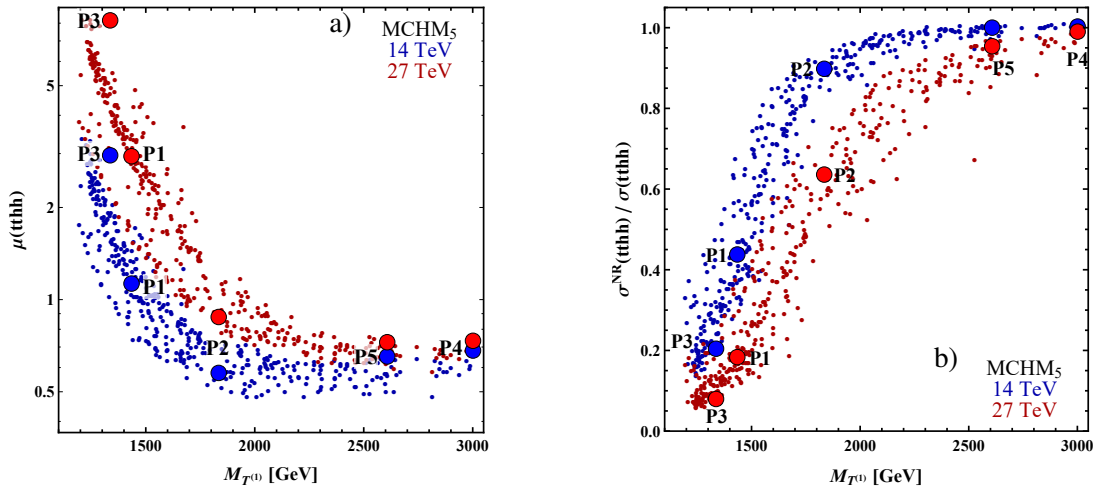 a)
MCHM5
14 TeV
27 TeV
P3
P3
P1
P1
P2
P5
P4
5
2
1
0.5
μ(tthh)
1500
2000
2500
3000
M_T(1) [GeV]
b)
MCHM5
14 TeV
27 TeV
P2
P5
P4
P2
P1
P3
P1
P3
1.0
0.8
0.6
0.4
0.2
0.0
σNR(tthh) / σ(tthh)
1500
2000
2500
3000
M_T(1) [GeV]